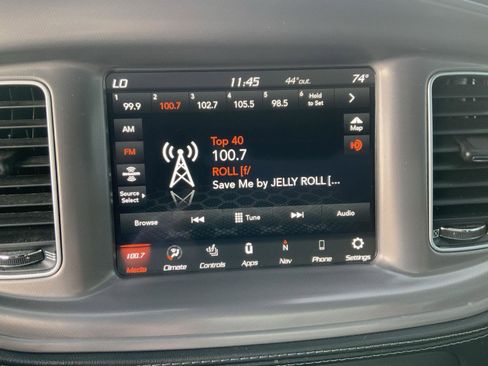 LO 11:45 44°out. 74°
1 2 3 4 5 6 Hold to Set
99.9 100.7 102.7 105.5 98.5
AM
Map
Top 40
FM
100.7
ROLL [f/
Save Me by JELLY ROLL [...
Source
Select
Browse Tune Audio
100.7 N
Media Climate Controls Apps Nav Phone Settings